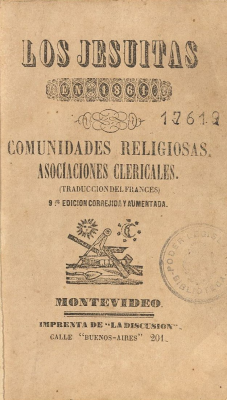 LOS JESUITAS
EN 1861
17619
COMUNIDADES RELIGIOSAS,
ASOCIACIONES CLERICALES.
(TRADUCCION DEL FRANCES)
EDICION CORREJIDA Y AUMENTADA.
MONTEVIDEO.
IMPRENTA DE "LA DISCUSION".
CALLE "BUENOS-AIRES" 201.